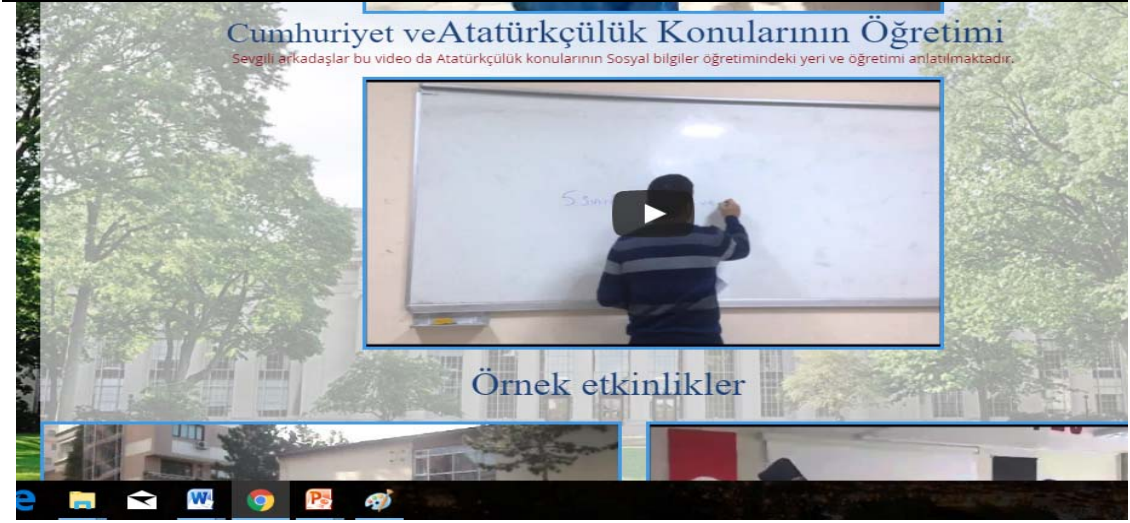 Cumhuriyet veAtatürkçülük Konularının Öğretimi
Sevgili arkadaşlar bu video da Atatürkçülük konularının Sosyal bilgiler öğretimindeki yeri ve öğretimi anlatılmaktadır.
Örnek etkinlikler